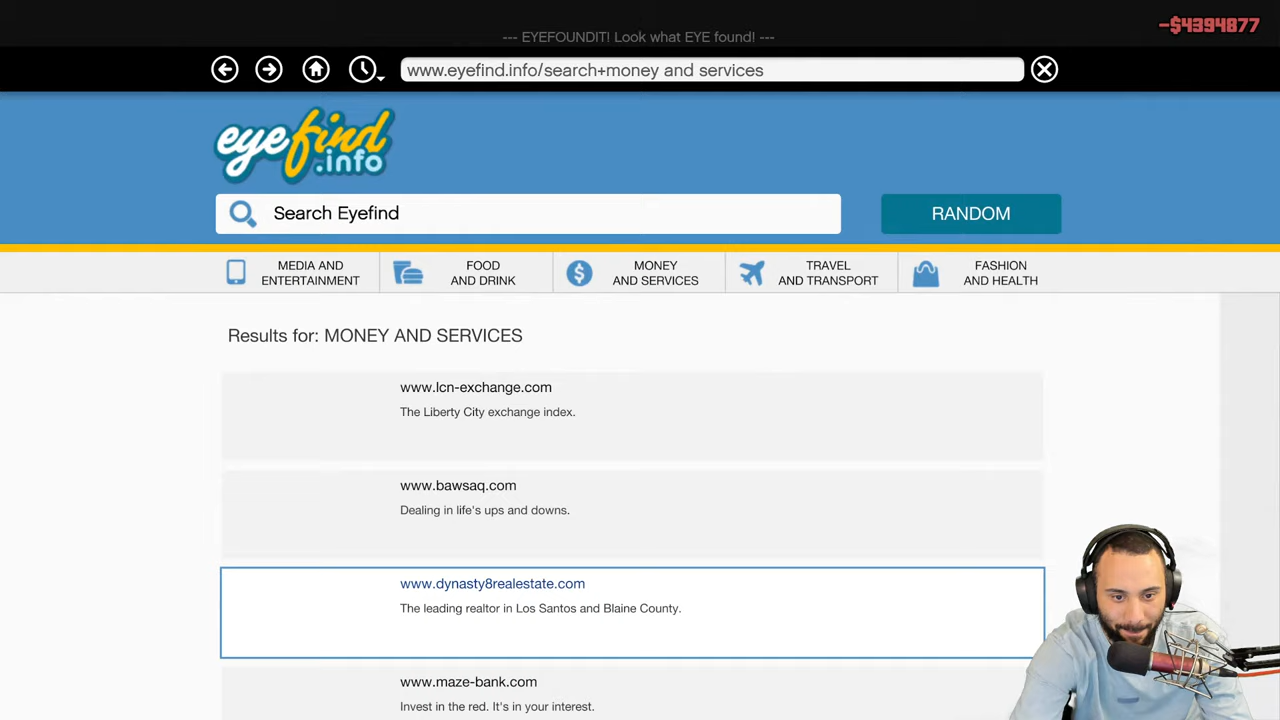 -$4394877
--- EYEFOUNDIT! Look what EYE found! ---
www.eyefind.info/search+money and services
eyefind
.info
Search Eyefind
RANDOM
MEDIA AND
ENTERTAINMENT
FOOD
AND DRINK
MONEY
AND SERVICES
TRAVEL
AND TRANSPORT
FASHION
AND HEALTH
Results for: MONEY AND SERVICES
www.lcn-exchange.com
The Liberty City exchange index.
www.bawsaq.com
Dealing in life's ups and downs.
www.dynasty8realestate.com
The leading realtor in Los Santos and Blaine County.
www.maze-bank.com
Invest in the red. It's in your interest.